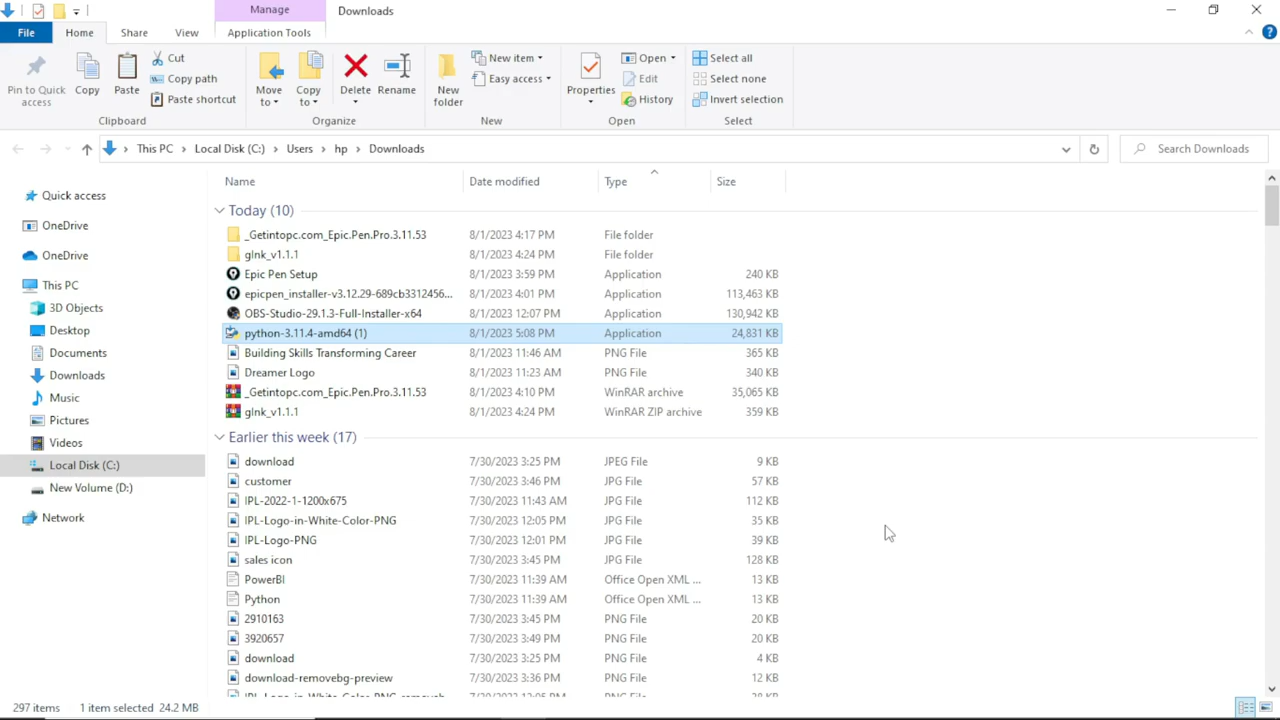 Manage
Downloads
File
Home
Share
View
Application Tools
Pin to Quick
access
Copy
Paste
Cut
Copy path
Paste shortcut
Clipboard
Move
to
Copy
to
Delete
Rename
Organize
New
folder
New item
Easy access
New
Properties
Open
Edit
History
Open
Select all
Select none
Invert selection
Select
This PC > Local Disk (C:) > Users > hp > Downloads
Search Downloads
Quick access
OneDrive
OneDrive
This PC
3D Objects
Desktop
Documents
Downloads
Music
Pictures
Videos
Local Disk (C:)
New Volume (D:)
Network
Name Date modified Type Size
Today (10)
_Getintopc.com_Epic.Pen.Pro.3.11.53 8/1/2023 4:17 PM File folder
gInk_v1.1.1 8/1/2023 4:24 PM File folder
Epic Pen Setup 8/1/2023 3:59 PM Application 240 KB
epicpen_installer-v3.12.29-689cb3312456... 8/1/2023 4:01 PM Application 113,463 KB
OBS-Studio-29.1.3-Full-Installer-x64 8/1/2023 12:07 PM Application 130,942 KB
python-3.11.4-amd64 (1) 8/1/2023 5:08 PM Application 24,831 KB
Building Skills Transforming Career 8/1/2023 11:46 AM PNG File 365 KB
Dreamer Logo 8/1/2023 11:23 AM PNG File 340 KB
_Getintopc.com_Epic.Pen.Pro.3.11.53 8/1/2023 4:10 PM WinRAR archive 35,065 KB
gInk_v1.1.1 8/1/2023 4:24 PM WinRAR ZIP archive 359 KB
Earlier this week (17)
download 7/30/2023 3:25 PM JPEG File 9 KB
customer 7/30/2023 3:46 PM JPG File 57 KB
IPL-2022-1-1200x675 7/30/2023 11:43 AM JPG File 112 KB
IPL-Logo-in-White-Color-PNG 7/30/2023 12:05 PM JPG File 35 KB
IPL-Logo-PNG 7/30/2023 12:01 PM JPG File 39 KB
sales icon 7/30/2023 3:45 PM JPG File 128 KB
PowerBI 7/30/2023 11:39 AM Office Open XML ... 13 KB
Python 7/30/2023 11:39 AM Office Open XML ... 13 KB
2910163 7/30/2023 3:45 PM PNG File 20 KB
3920657 7/30/2023 3:49 PM PNG File 20 KB
download 7/30/2023 3:25 PM PNG File 4 KB
download-removebg-preview 7/30/2023 3:36 PM PNG File 12 KB
297 items 1 item selected 24.2 MB